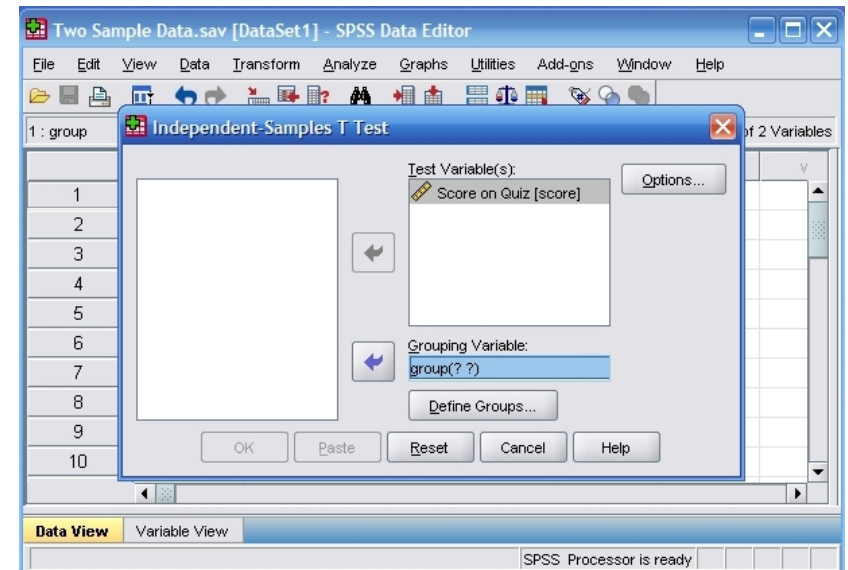 Two Sample Data.sav [DataSet1] - SPSS Data Editor
File Edit View Data Transform Analyze Graphs Utilities Add-ons Window Help
1 : group
of 2 Variables
Independent-Samples T Test
Test Variable(s):
Score on Quiz [score]
Options...
Grouping Variable:
group(? ?)
Define Groups...
OK Paste Reset Cancel Help
v
1
2
3
4
5
6
7
8
9
10
Data View Variable View
SPSS Processor is ready